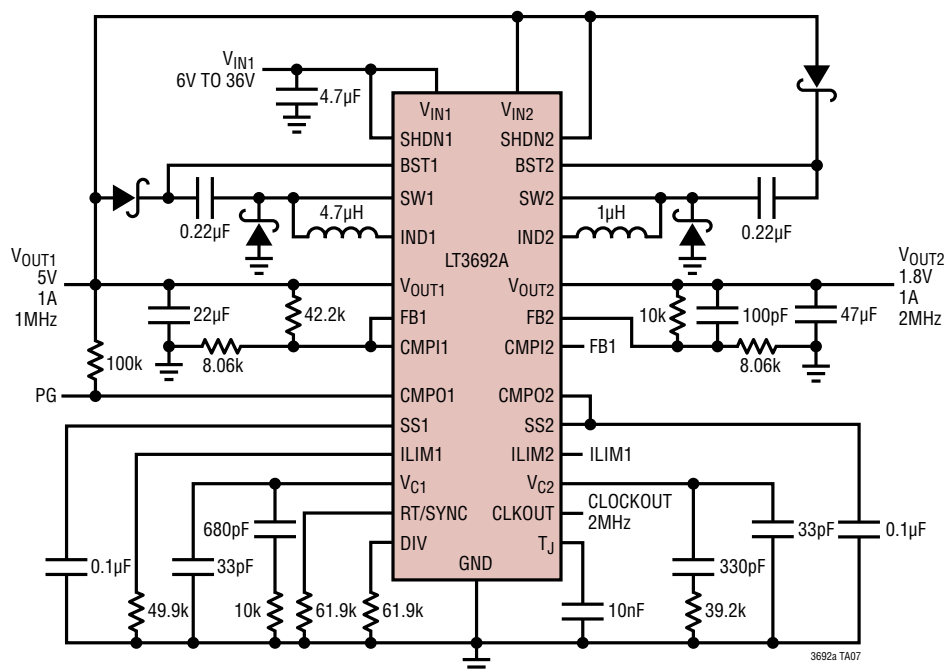 VIN1
6V TO 36V
4.7µF
VIN1
VIN2
SHDN1
SHDN2
BST1
BST2
SW1
SW2
0.22µF
4.7µH
1µH
0.22µF
IND1
IND2
LT3692A
VOUT1
5V
1A
1MHz
VOUT1
VOUT2
VOUT2
1.8V
1A
2MHz
22µF
42.2k
FB1
FB2
10k
100pF
47µF
8.06k
CMPI1
CMPI2
FB1
8.06k
100k
PG
CMPO1
CMPO2
SS1
SS2
ILIM1
ILIM2
ILIM1
VC1
VC2
RT/SYNC
CLKOUT
CLOCKOUT
2MHz
680pF
DIV
TJ
33pF
0.1µF
0.1µF
33pF
GND
330pF
49.9k
10k
61.9k
61.9k
10nF
39.2k
3692a TA07